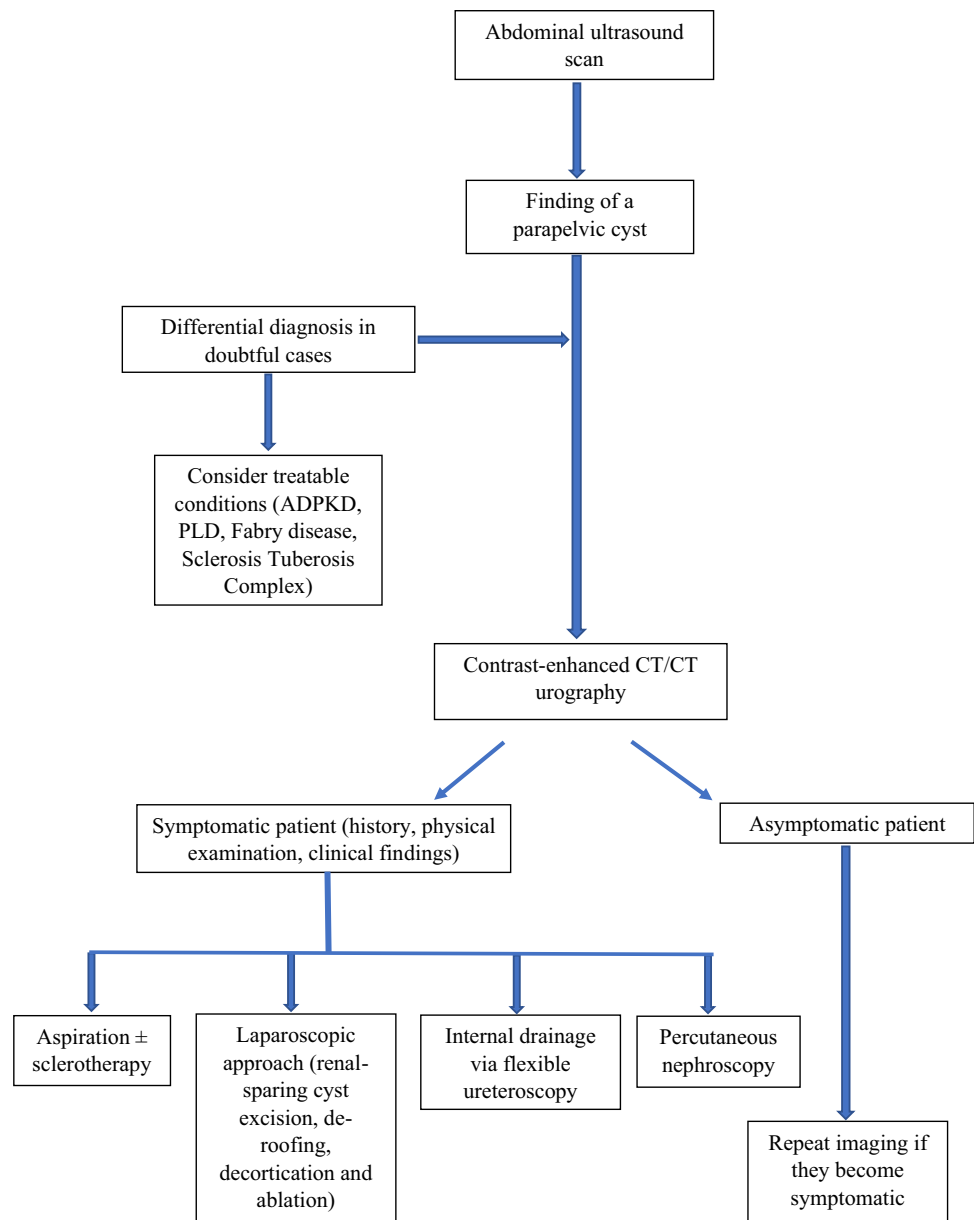 Abdominal ultrasound
scan
Finding of a
parapelvic cyst
Differential diagnosis in
doubtful cases
Consider treatable
conditions (ADPKD,
PLD, Fabry disease,
Sclerosis Tuberosis
Complex)
Contrast-enhanced CT/CT
urography
Symptomatic patient (history, physical
examination, clinical findings)
Asymptomatic patient
Aspiration ±
sclerotherapy
Laparoscopic
approach (renal-
sparing cyst
excision, de-
roofing,
decortication and
ablation)
Internal drainage
via flexible
ureteroscopy
Percutaneous
nephroscopy
Repeat imaging if
they become
symptomatic